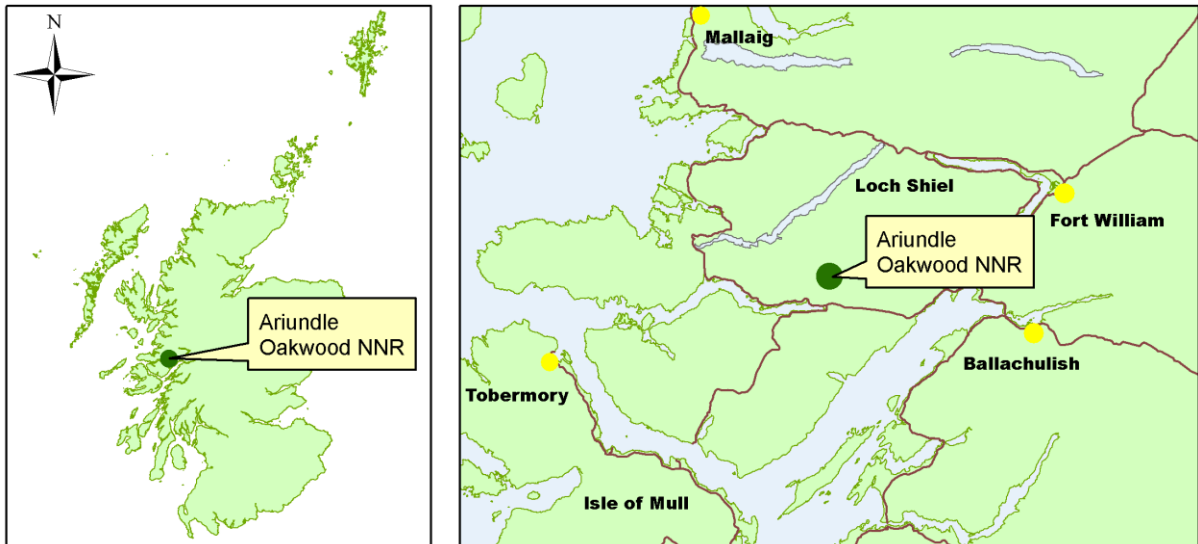 N
Ariundle
Oakwood NNR
Mallaig
Loch Shiel
Fort William
Ariundle
Oakwood NNR
Ballachulish
Tobermory
Isle of Mull